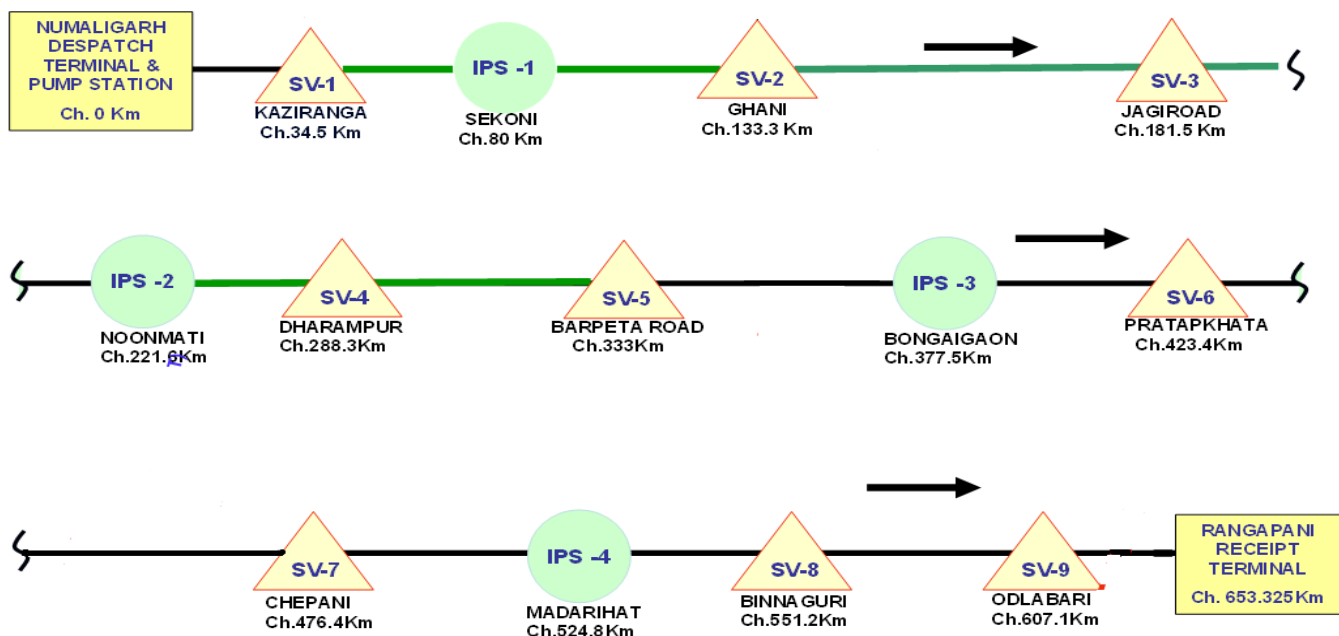 NUMALIGARH
DESPATCH
TERMINAL &
PUMP STATION
Ch. 0 Km
SV-1
KAZIRANGA
Ch.34.5 Km
IPS -1
SEKONI
Ch.80 Km
SV-2
GHANI
Ch.133.3 Km
SV-3
JAGIROAD
Ch.181.5 Km
IPS -2
NOONMATI
Ch.221.6Km
SV-4
DHARAMPUR
Ch.288.3Km
SV-5
BARPETA ROAD
Ch.333Km
IPS -3
BONGAIGAON
Ch.377.5Km
SV-6
PRATAPKHATA
Ch.423.4Km
SV-7
CHEPANI
Ch.476.4Km
IPS -4
MADARIHAT
Ch.524.8Km
SV-8
BINNAGURI
Ch.551.2Km
SV-9
ODLABARI
Ch.607.1Km
RANGAPANI
RECEIPT
TERMINAL
Ch. 653.325Km